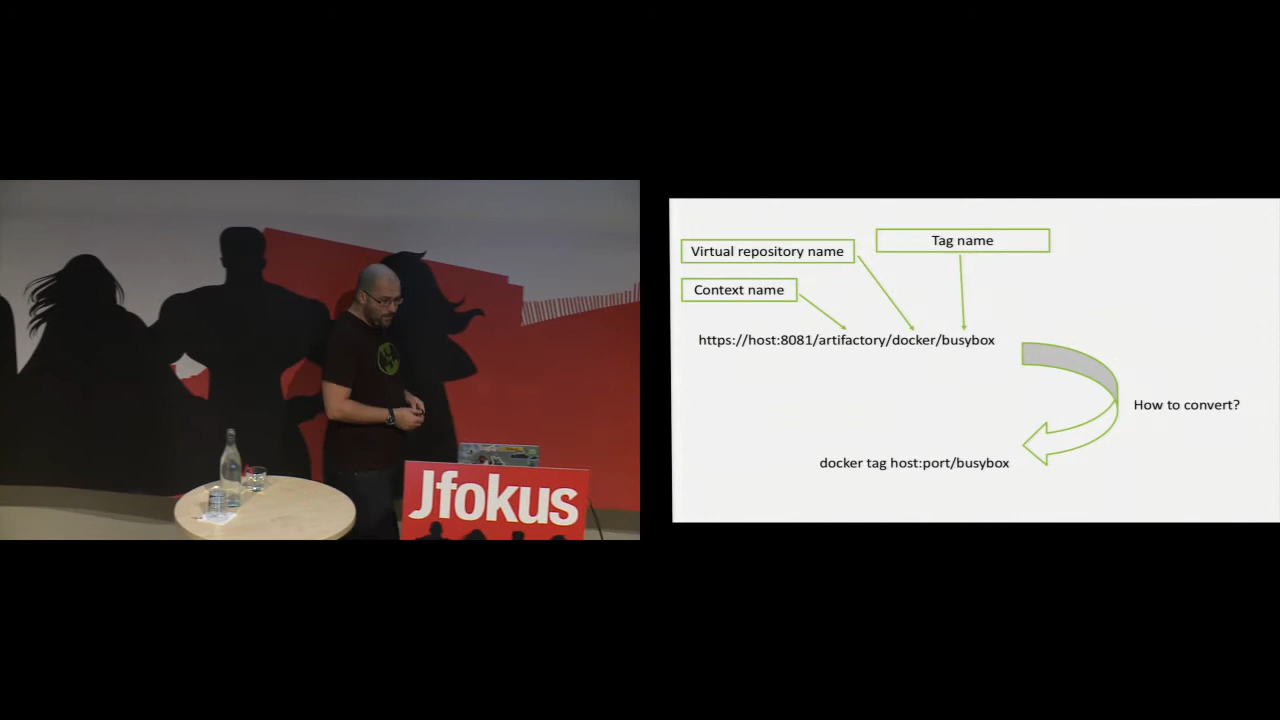 Jfokus
Virtual repository name
Tag name
Context name
https://host:8081/artifactory/docker/busybox
How to convert?
docker tag host:port/busybox